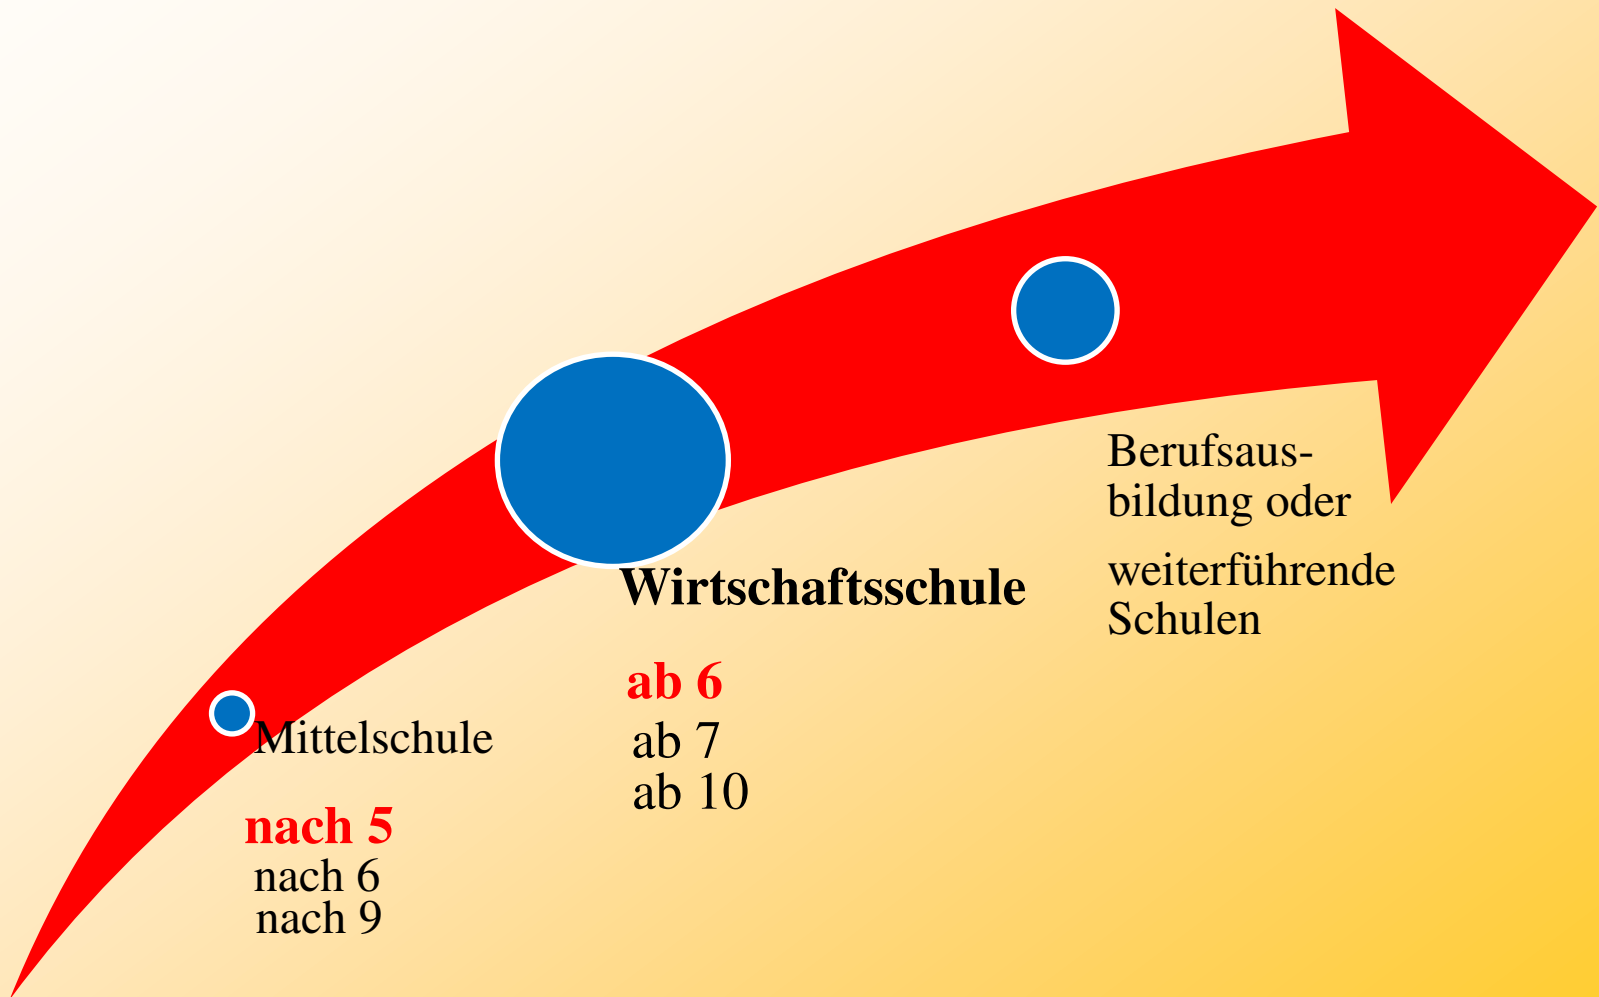 Mittelschule
nach 5
nach 6
nach 9
Wirtschaftsschule
ab 6
ab 7
ab 10
Berufsaus-
bildung oder
weiterführende
Schulen